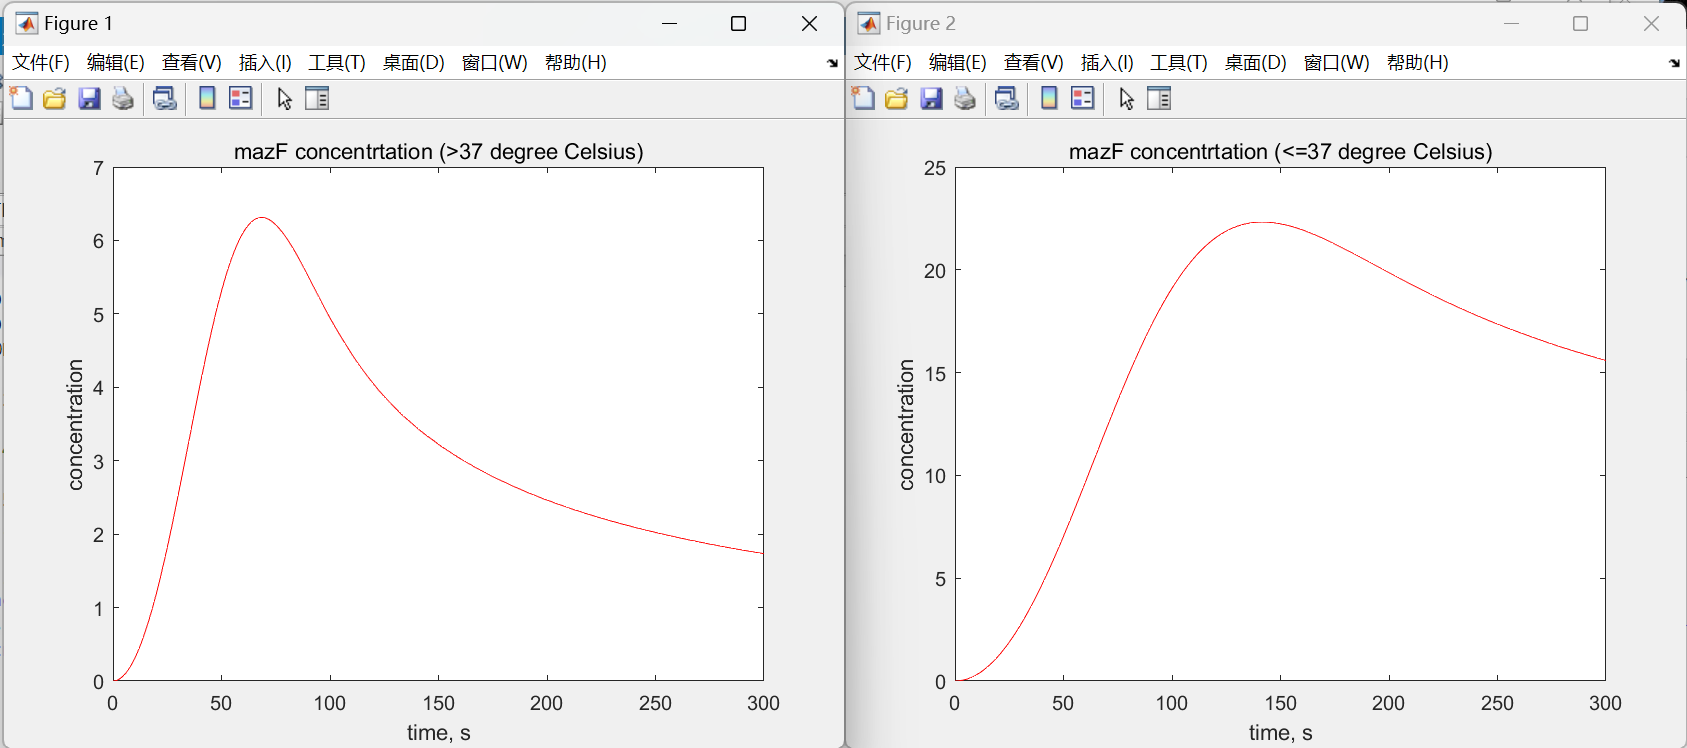 Figure 1
文件(F) 编辑(E) 查看(V) 插入(I) 工具(T) 桌面(D) 窗口(W) 帮助(H)
mazF concentrtation (>37 degree Celsius)
7
6
5
4
3
2
1
0
concentration
0 50 100 150 200 250 300
time, s
Figure 2
文件(F) 编辑(E) 查看(V) 插入(I) 工具(T) 桌面(D) 窗口(W) 帮助(H)
mazF concentrtation (<=37 degree Celsius)
25
20
15
10
5
0
concentration
0 50 100 150 200 250 300
time, s